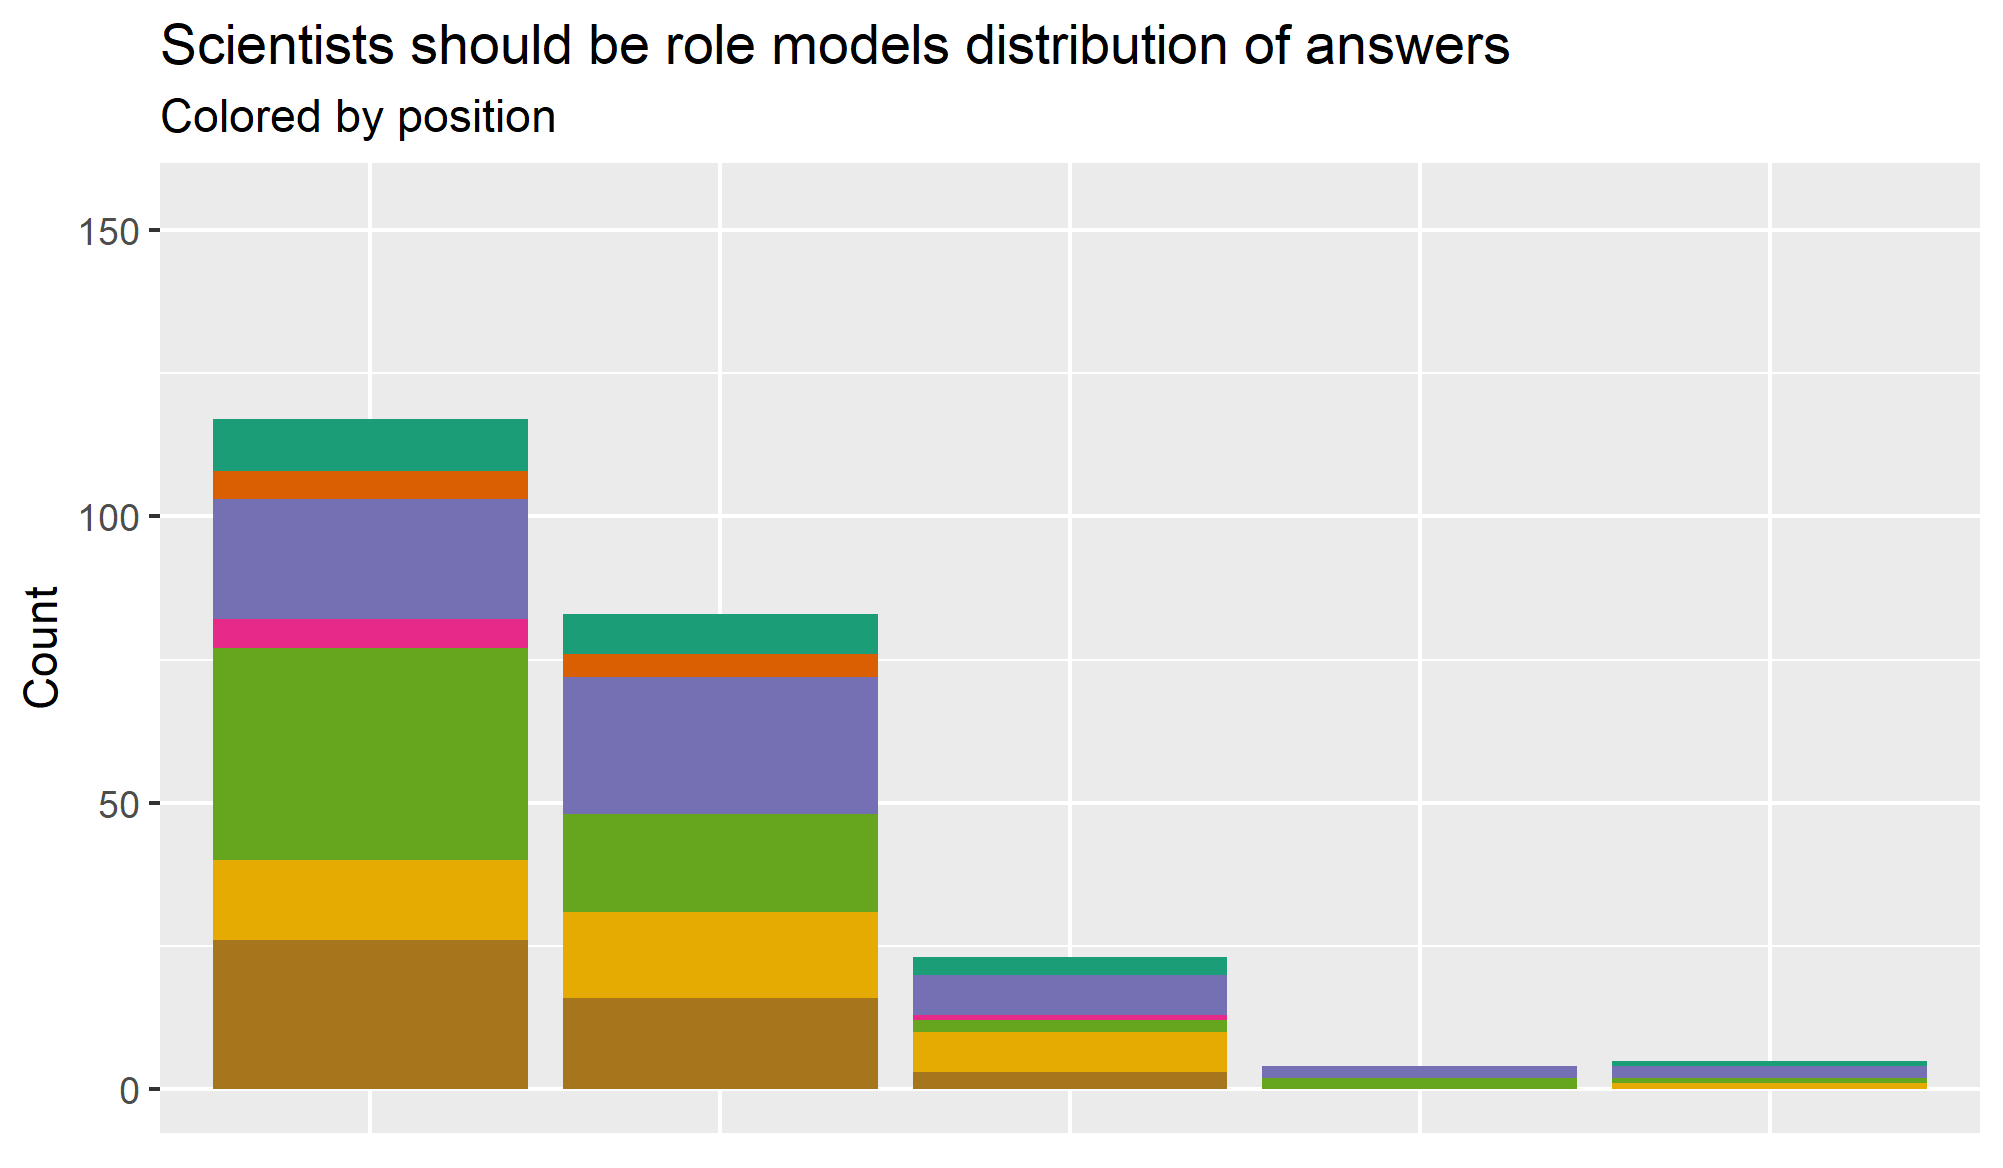 Scientists should be role models distribution of answers
Colored by position
150
100
50
0
Count